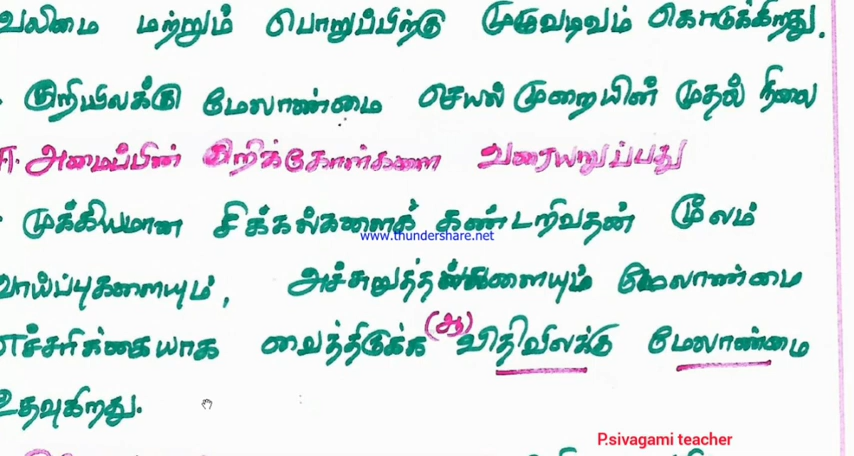 வலிமை மற்றும் பொறுப்பிற்கு முழுவடிவம் கொடுக்கிறது.
குறியிலக்கு மேலாண்மை செயல் முறையின் முதல் நிலை
அமைப்பின் குறிக்கோள்களை வரையறுப்பது
முக்கியமான சிக்கல்களைக் கண்டறிவதன் மூலம்
www.thundershare.net
வாய்ப்புகளையும், அச்சுறுத்தல்களையும் மேலாண்மை
எச்சரிக்கையாக வைத்திருக்க (ஆ) விதிவிலக்கு மேலாண்மை
உதவுகிறது.
P.sivagami teacher